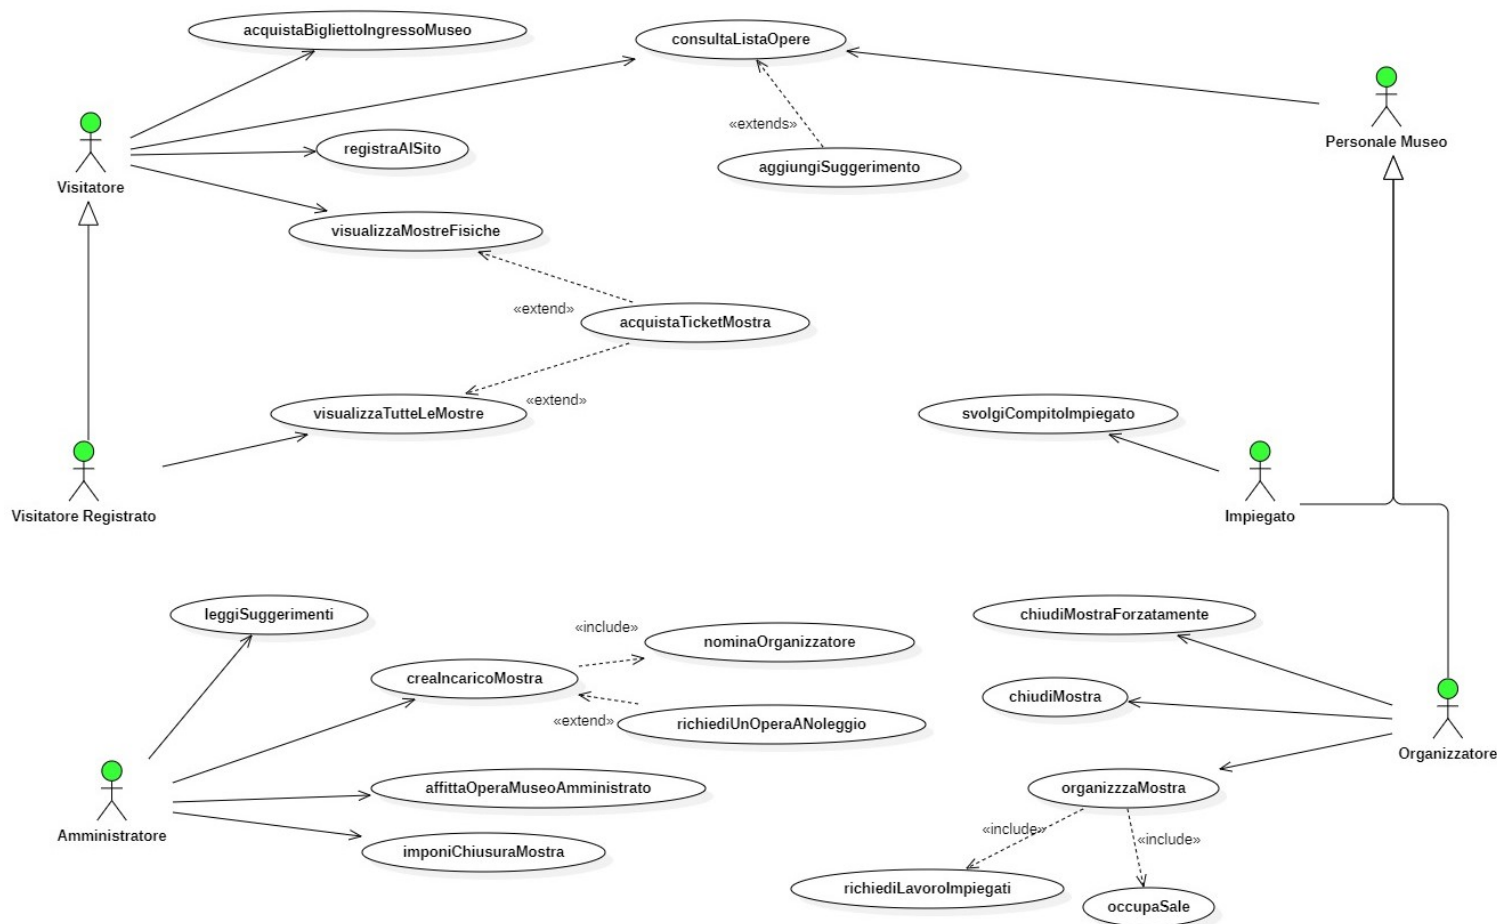 acquistaBigliettoIngressoMuseo
consultaListaOpere
«extends»
Personale Museo
registraAlSito
aggiungiSuggerimento
Visitatore
visualizzaMostreFisiche
«extend»
acquistaTicketMostra
«extend»
visualizzaTutteLeMostre
svolgiCompitoImpiegato
Visitatore Registrato
Impiegato
leggiSuggerimenti
«include»
nominaOrganizzatore
chiudiMostraForzatamente
creaIncaricoMostra
chiudiMostra
«extend»
richiediUnOperaANoleggio
Organizzatore
affittaOperaMuseoAmministrato
organizzzaMostra
Amministratore
«include»
«include»
imponiChiusuraMostra
richiediLavoroImpiegati
occupaSale